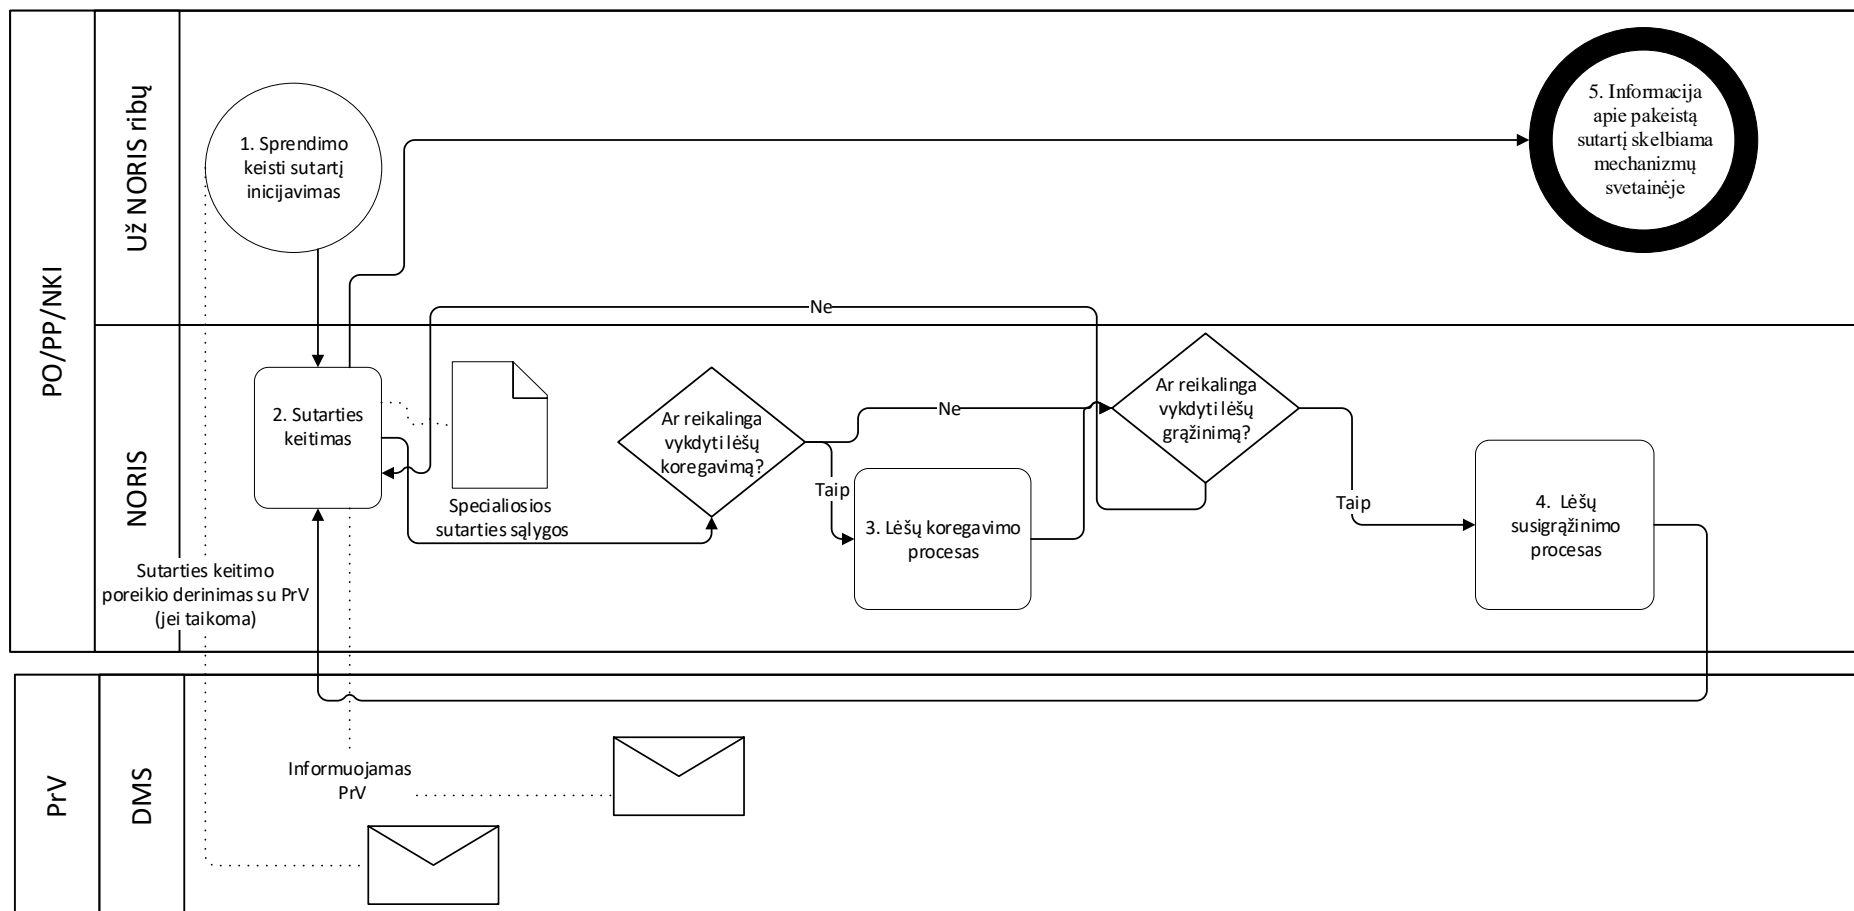 PO/PP/NKI
Už NORIS ribų
1. Sprendimo
keisti sutartį
inicijavimas
5. Informacija
apie pakeistą
sutartį skelbiama
mechanizmų
svetainėje
Ne
NORIS
2. Sutarties
keitimas
Specialiosios
sutarties sąlygos
Ar reikalinga
vykdyti lėšų
koregavimą?
Ne
Taip
3. Lėšų koregavimo
procesas
Ar reikalinga
vykdyti lėšų
grąžinimą?
Taip
4. Lėšų
susigrąžinimo
procesas
Sutarties keitimo
poreikio derinimas su PrV
(jei taikoma)
PrV
DMS
Informuojamas
PrV